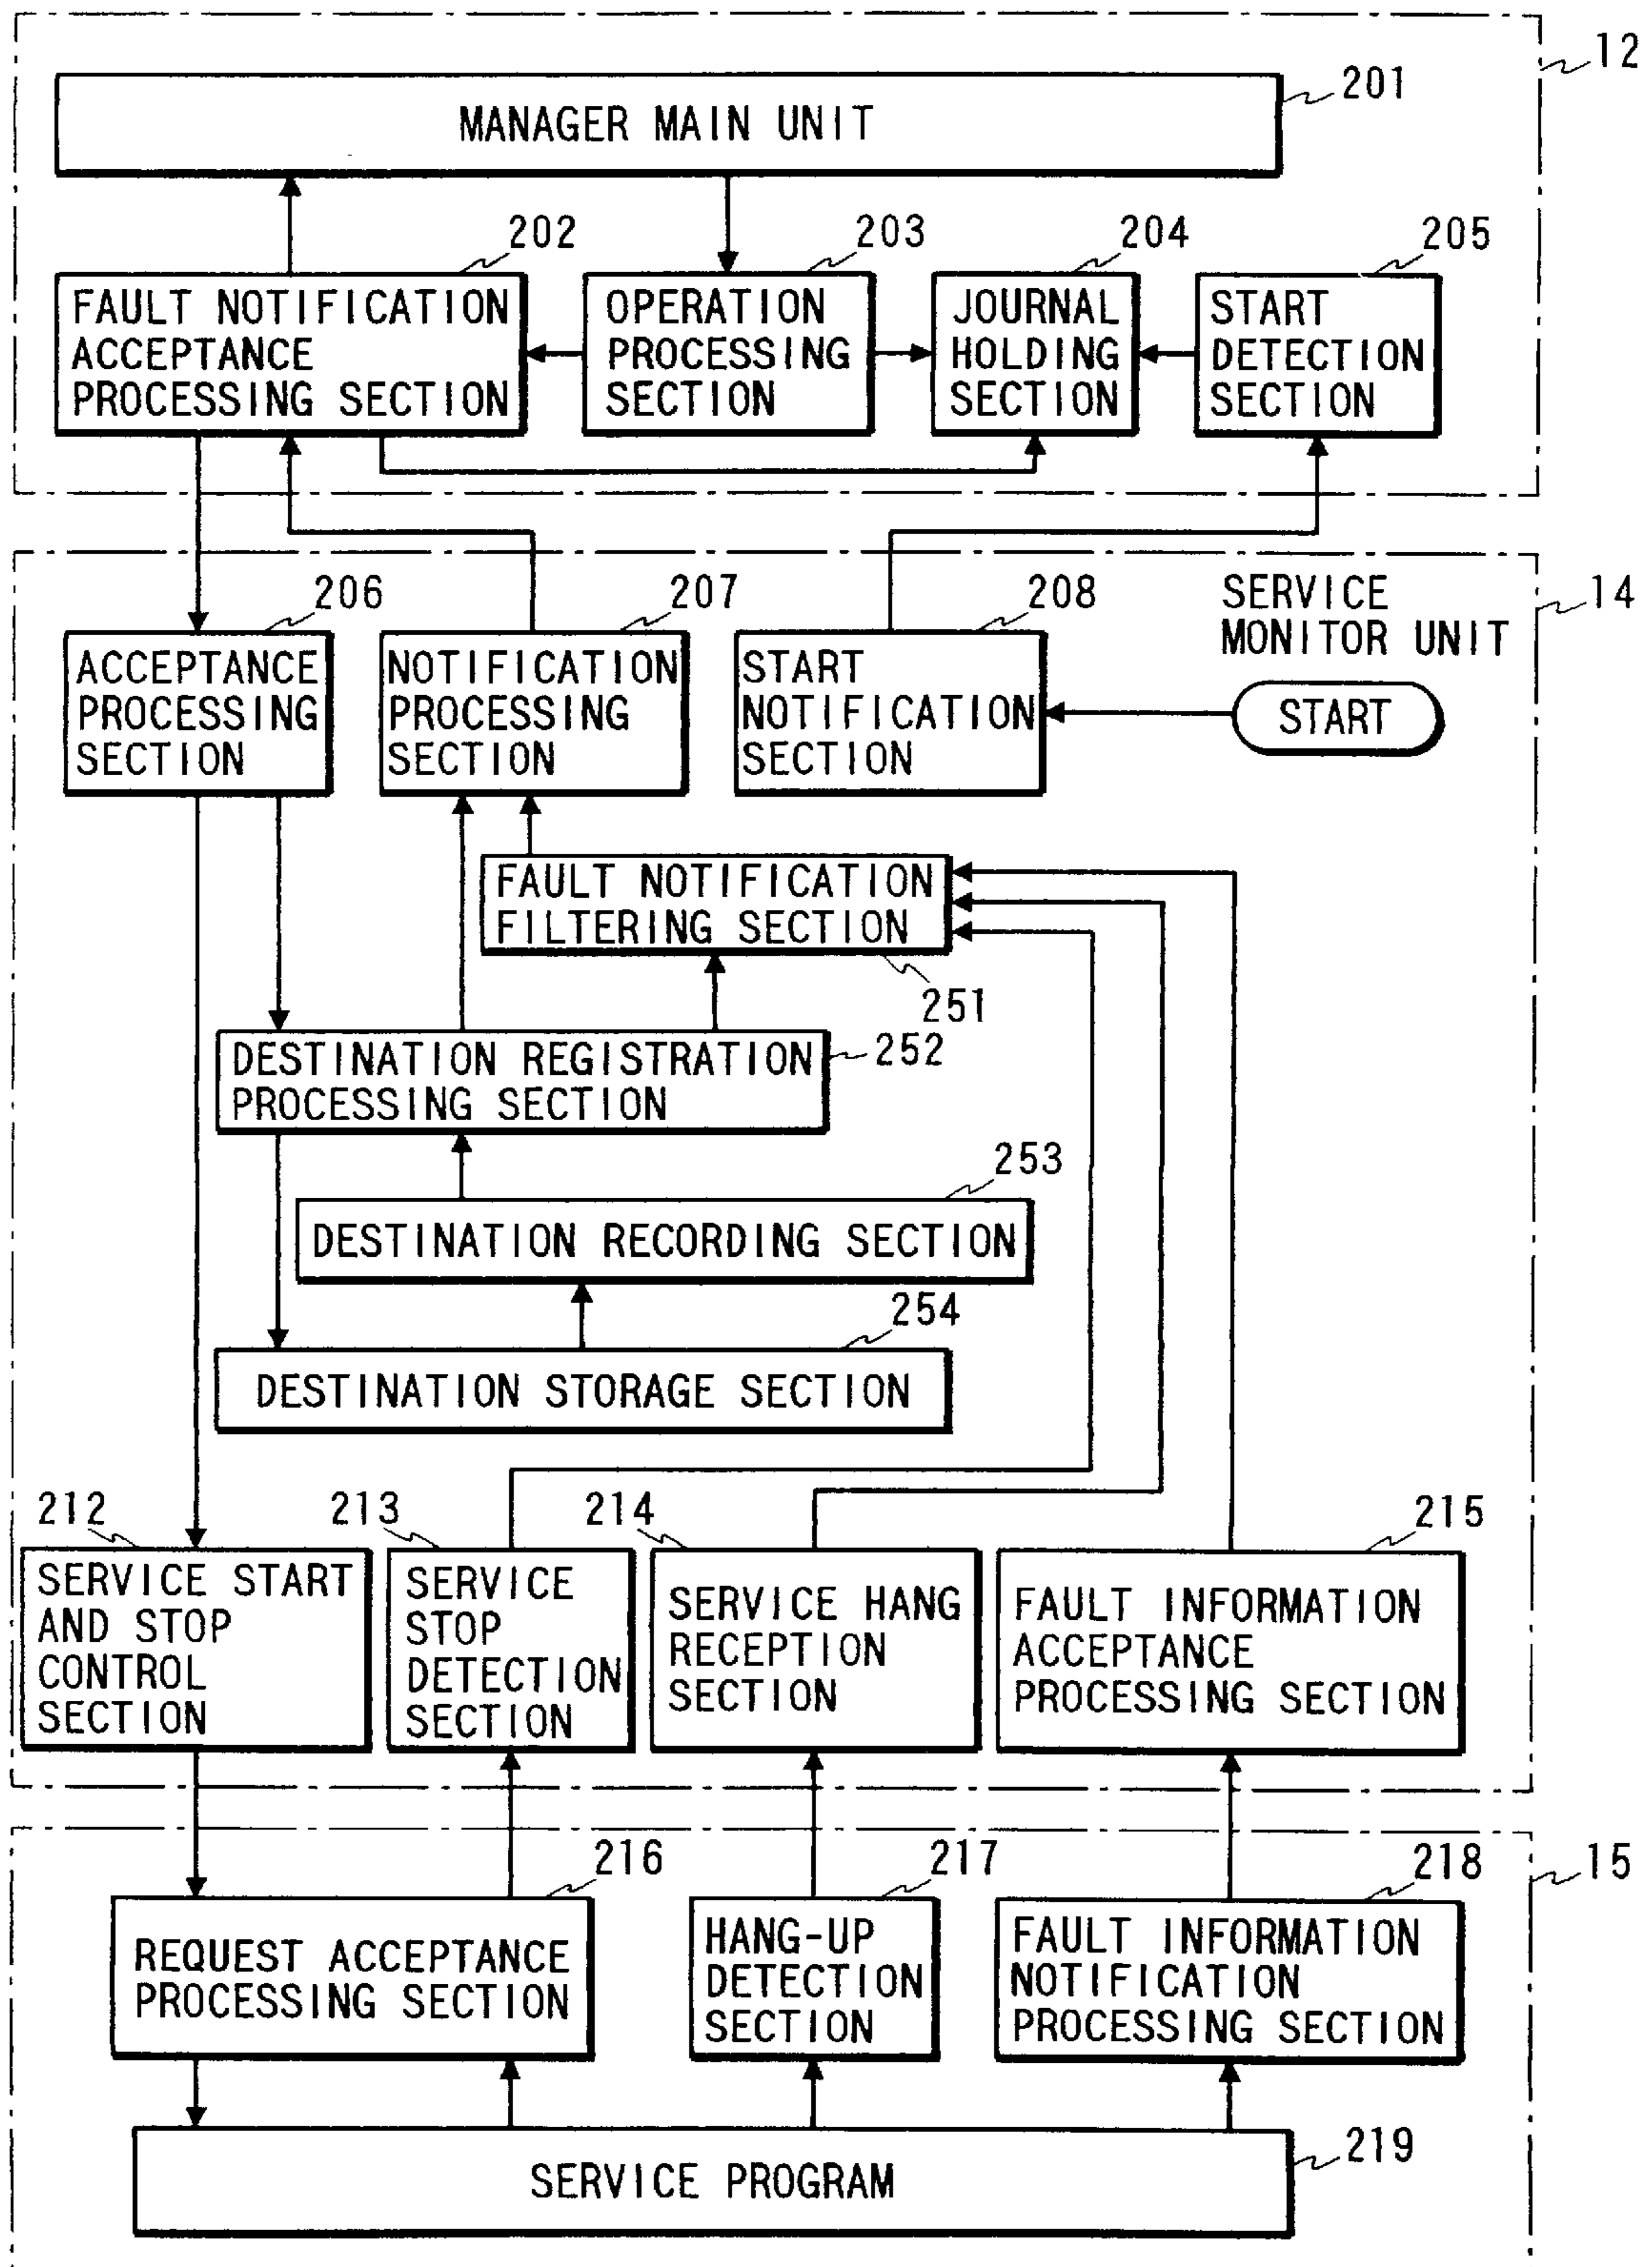 12
201
MANAGER MAIN UNIT
202
203
204
205
FAULT NOTIFICATION
ACCEPTANCE
PROCESSING SECTION
OPERATION
PROCESSING
SECTION
JOURNAL
HOLDING
SECTION
START
DETECTION
SECTION
206
207
208
SERVICE
MONITOR UNIT
14
ACCEPTANCE
PROCESSING
SECTION
NOTIFICATION
PROCESSING
SECTION
START
NOTIFICATION
SECTION
START
FAULT NOTIFICATION
FILTERING SECTION
251
DESTINATION REGISTRATION
PROCESSING SECTION
252
253
DESTINATION RECORDING SECTION
254
DESTINATION STORAGE SECTION
212
213
214
215
SERVICE START
AND STOP
CONTROL
SECTION
SERVICE
STOP
DETECTION
SECTION
SERVICE HANG
RECEPTION
SECTION
FAULT INFORMATION
ACCEPTANCE
PROCESSING SECTION
216
217
218
15
REQUEST ACCEPTANCE
PROCESSING SECTION
HANG-UP
DETECTION
SECTION
FAULT INFORMATION
NOTIFICATION
PROCESSING SECTION
219
SERVICE PROGRAM